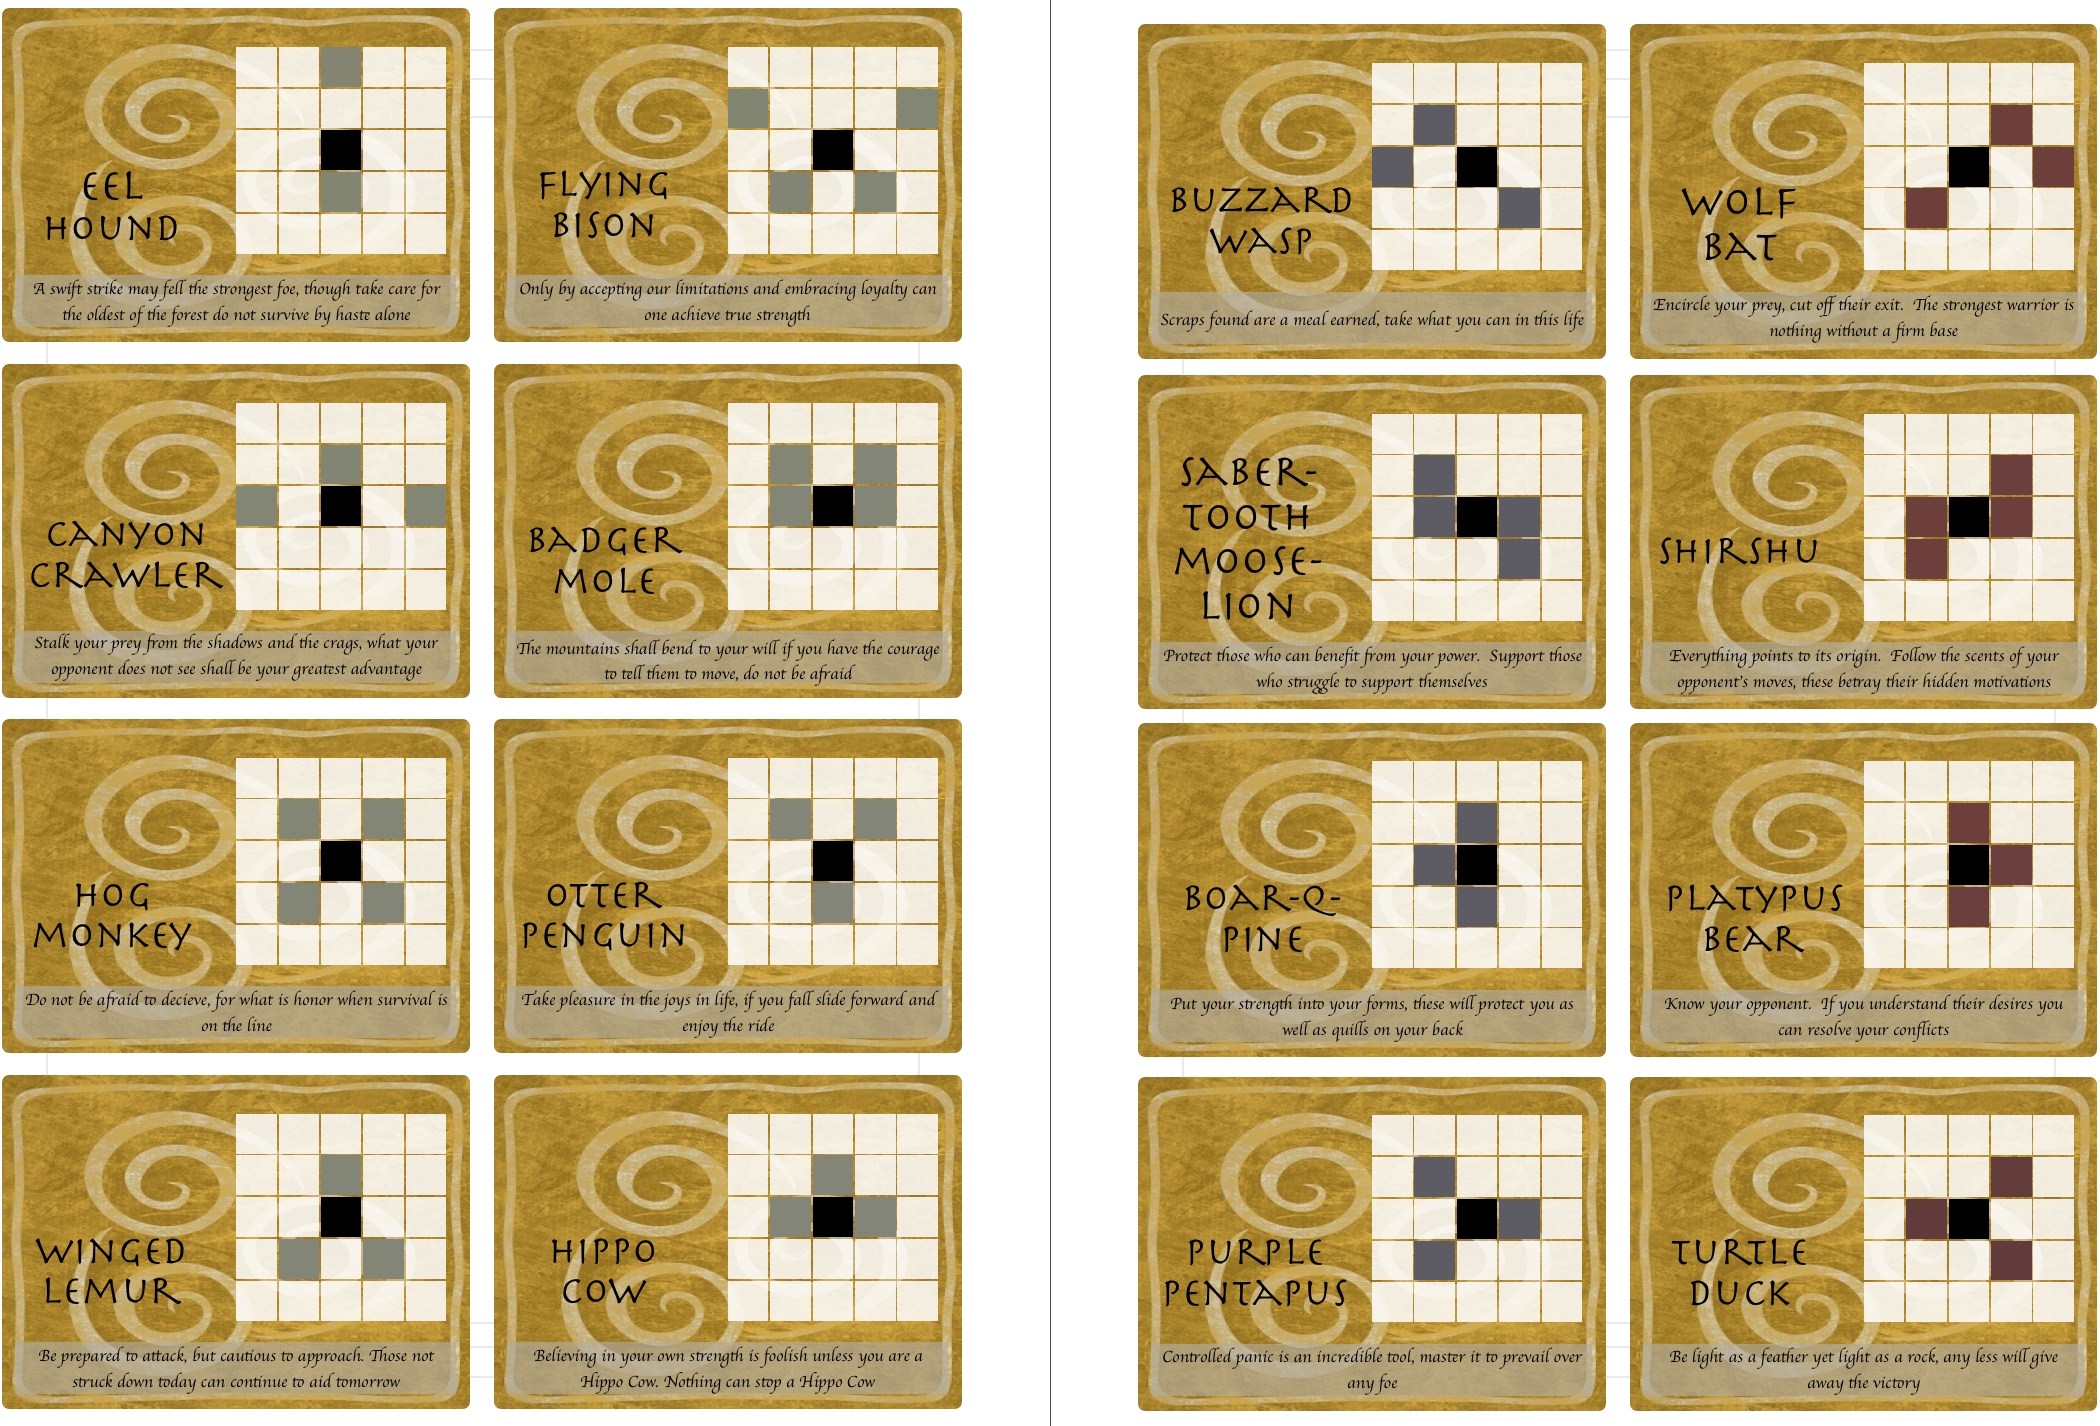 EEL
HOUND
A swift strike may fell the strongest foe, though take care for
the oldest of the forest do not survive by haste alone
FLYING
BISON
Only by accepting our limitations and embracing loyalty can
one achieve true strength
CANYON
CRAWLER
Stalk your prey from the shadows and the crags, what your
opponent does not see shall be your greatest advantage
BADGER
MOLE
The mountains shall bend to your will if you have the courage
to tell them to move, do not be afraid
HOG
MONKEY
Do not be afraid to decieve, for what is honor when survival is
on the line
OTTER
PENGUIN
Take pleasure in the joys in life, if you fall slide forward and
enjoy the ride
WINGED
LEMUR
Be prepared to attack, but cautious to approach. Those not
struck down today can continue to aid tomorrow
HIPPO
COW
Believing in your own strength is foolish unless you are a
Hippo Cow. Nothing can stop a Hippo Cow
BUZZARD
WASP
Scraps found are a meal earned, take what you can in this life
WOLF
BAT
Encircle your prey, cut off their exit. The strongest warrior is
nothing without a firm base
SABER-
TOOTH
MOOSE-
LION
Protect those who can benefit from your power. Support those
who struggle to support themselves
SHIRSHU
Everything points to its origin. Follow the scents of your
opponent's moves, these betray their hidden motivations
BOAR-Q-
PINE
Put your strength into your forms, these will protect you as
well as quills on your back
PLATYPUS
BEAR
Know your opponent. If you understand their desires you
can resolve your conflicts
PURPLE
PENTAPUS
Controlled panic is an incredible tool, master it to prevail over
any foe
TURTLE
DUCK
Be light as a feather yet light as a rock, any less will give
away the victory